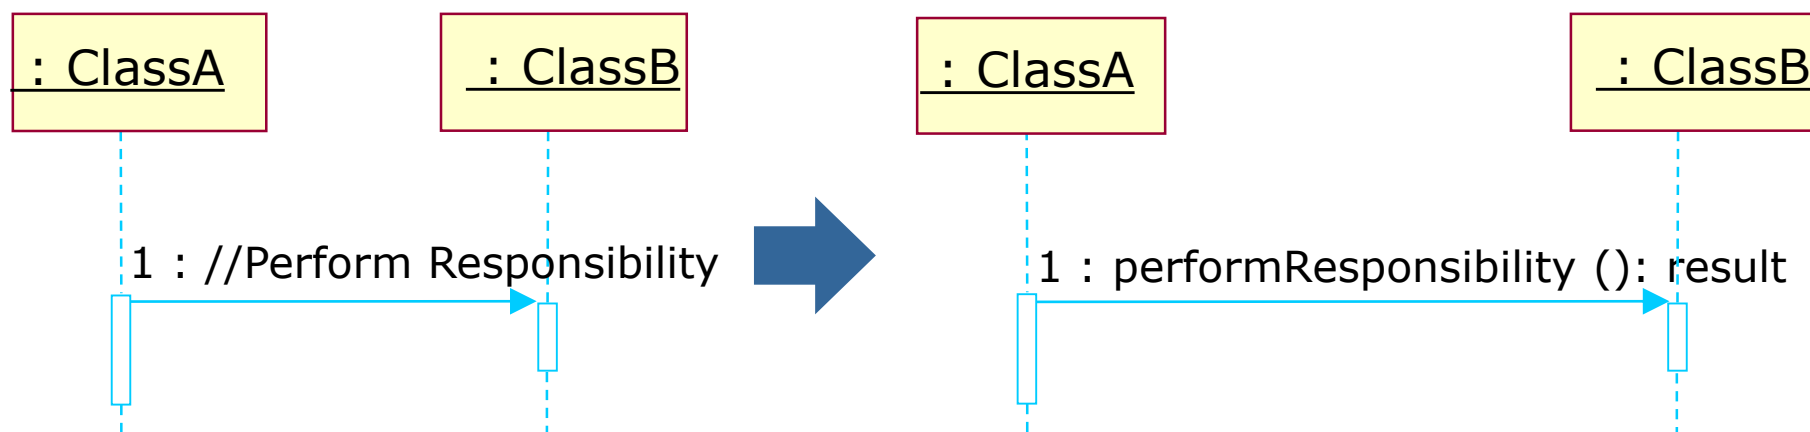 : ClassA
: ClassB
: ClassA
: ClassB
1 : //Perform Responsibility
1 : performResponsibility (): result